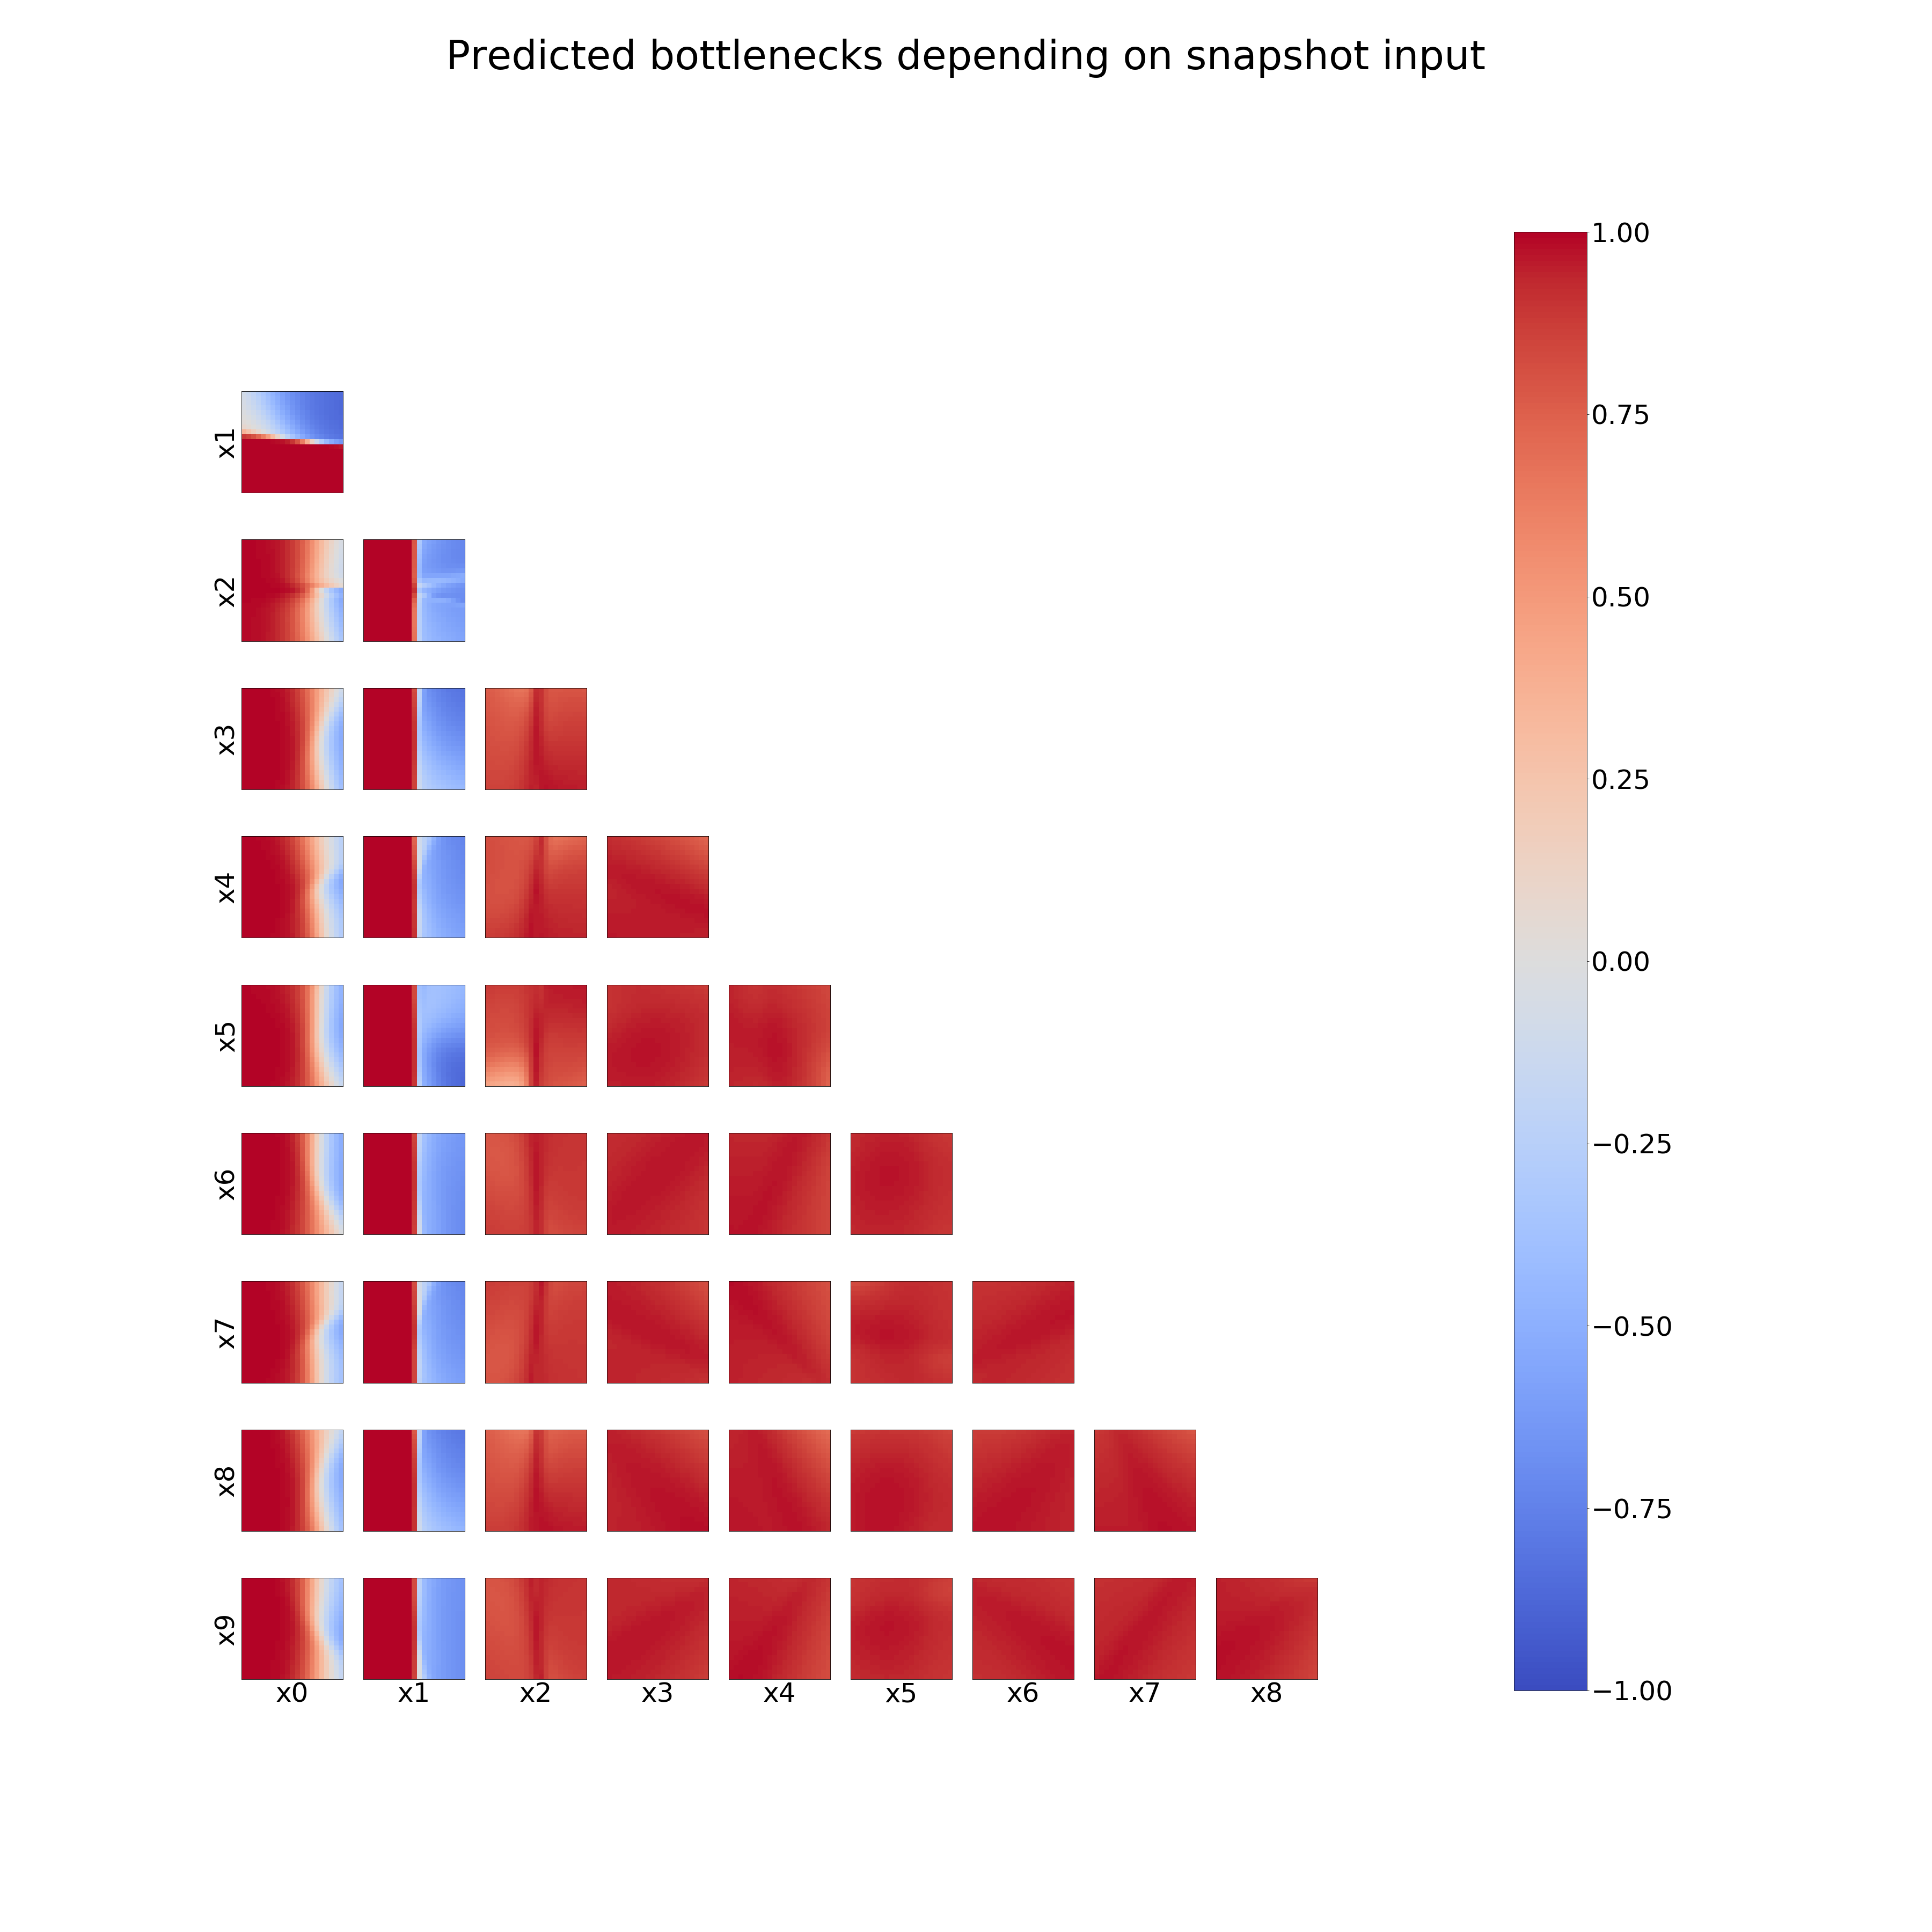 Predicted bottlenecks depending on snapshot input
1.00
x1
0.75
x2
0.50
x3
0.25
x4
0.00
x5
−0.25
x6
−0.50
x7
x8
−0.75
x9
−1.00
x0 x1 x2 x3 x4 x5 x6 x7 x8